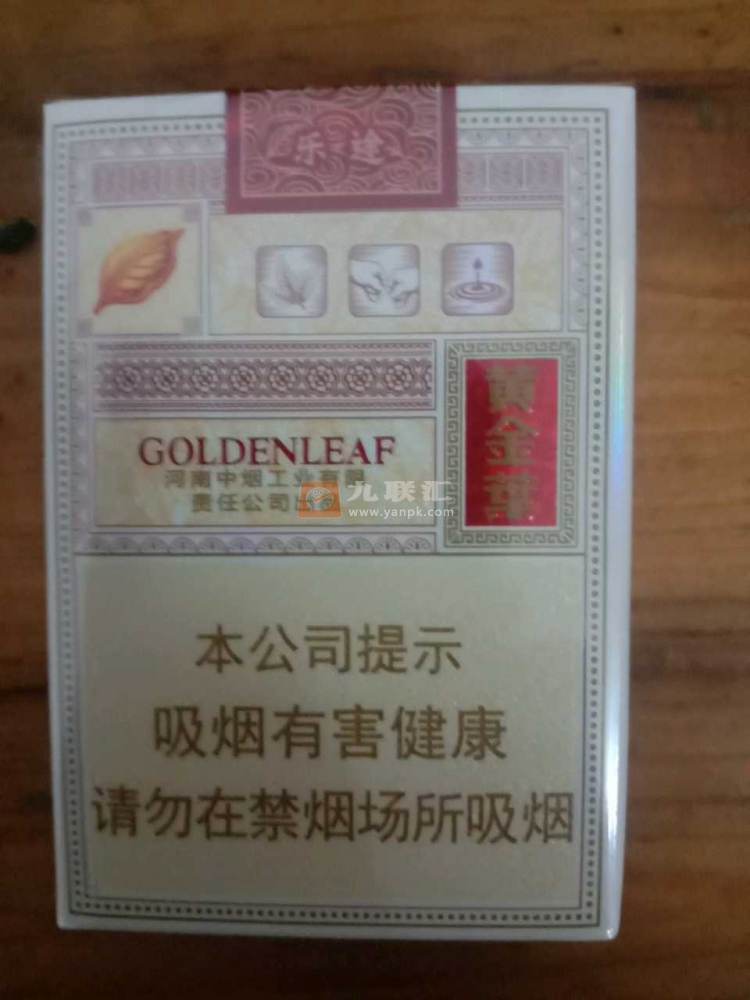 乐途
GOLDENLEAF
河南中烟工业有限
责任公司出品
黄金叶
九联汇
www.yanpk.com
本公司提示
吸烟有害健康
请勿在禁烟场所吸烟